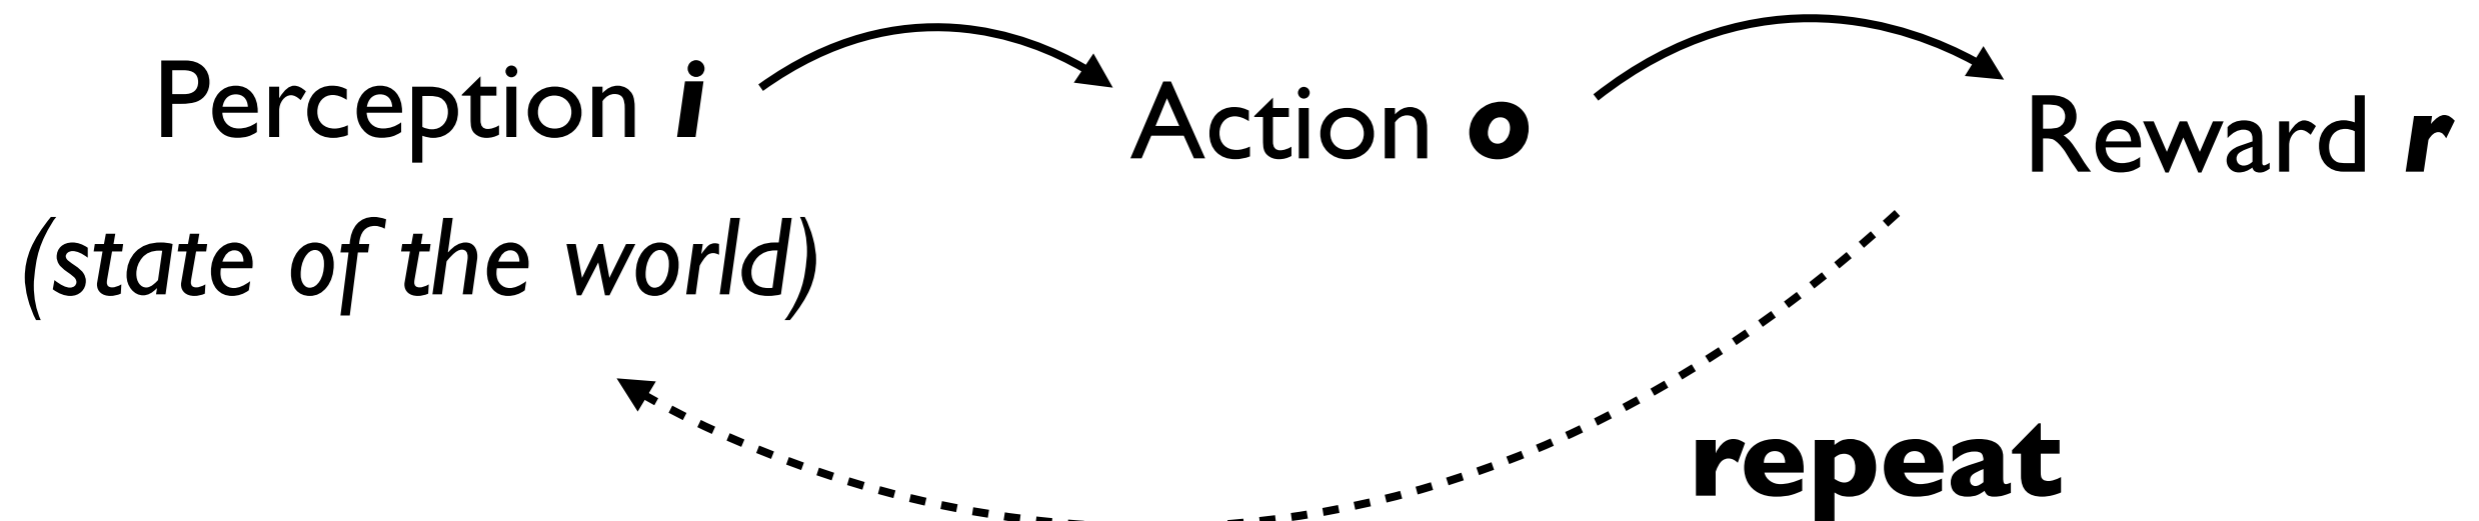 Perception i
Action o
Reward r
(state of the world)
repeat